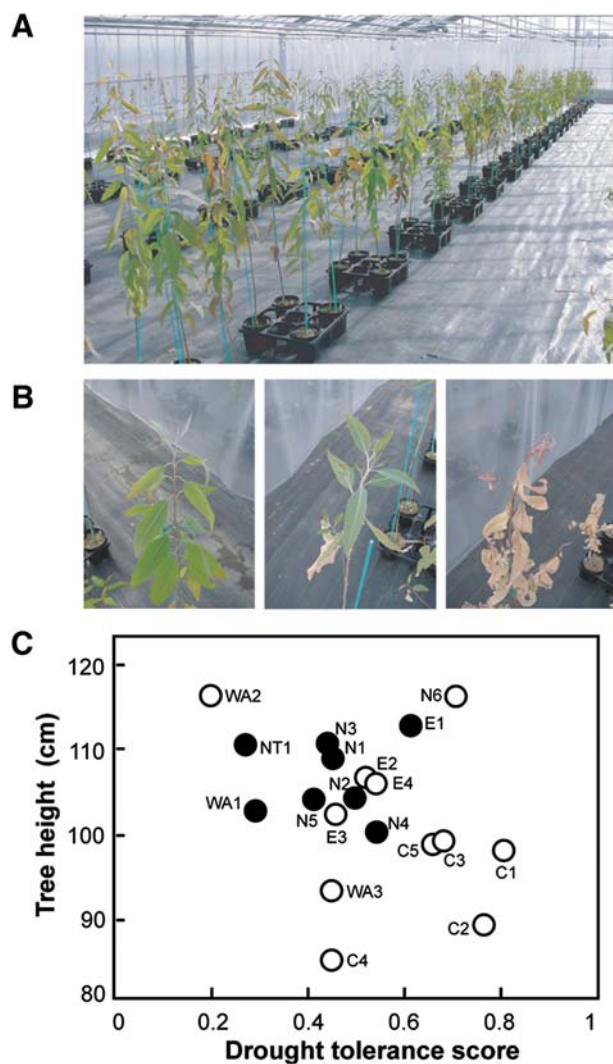 A
B
C
Tree height (cm)
120
110
100
90
80
WA2
N6
N3
E1
NT1
N1
E2
N2
E4
WA1
N5
E3
N4
C5
C3
C1
WA3
C2
C4
0
0.2
0.4
0.6
0.8
1
Drought tolerance score